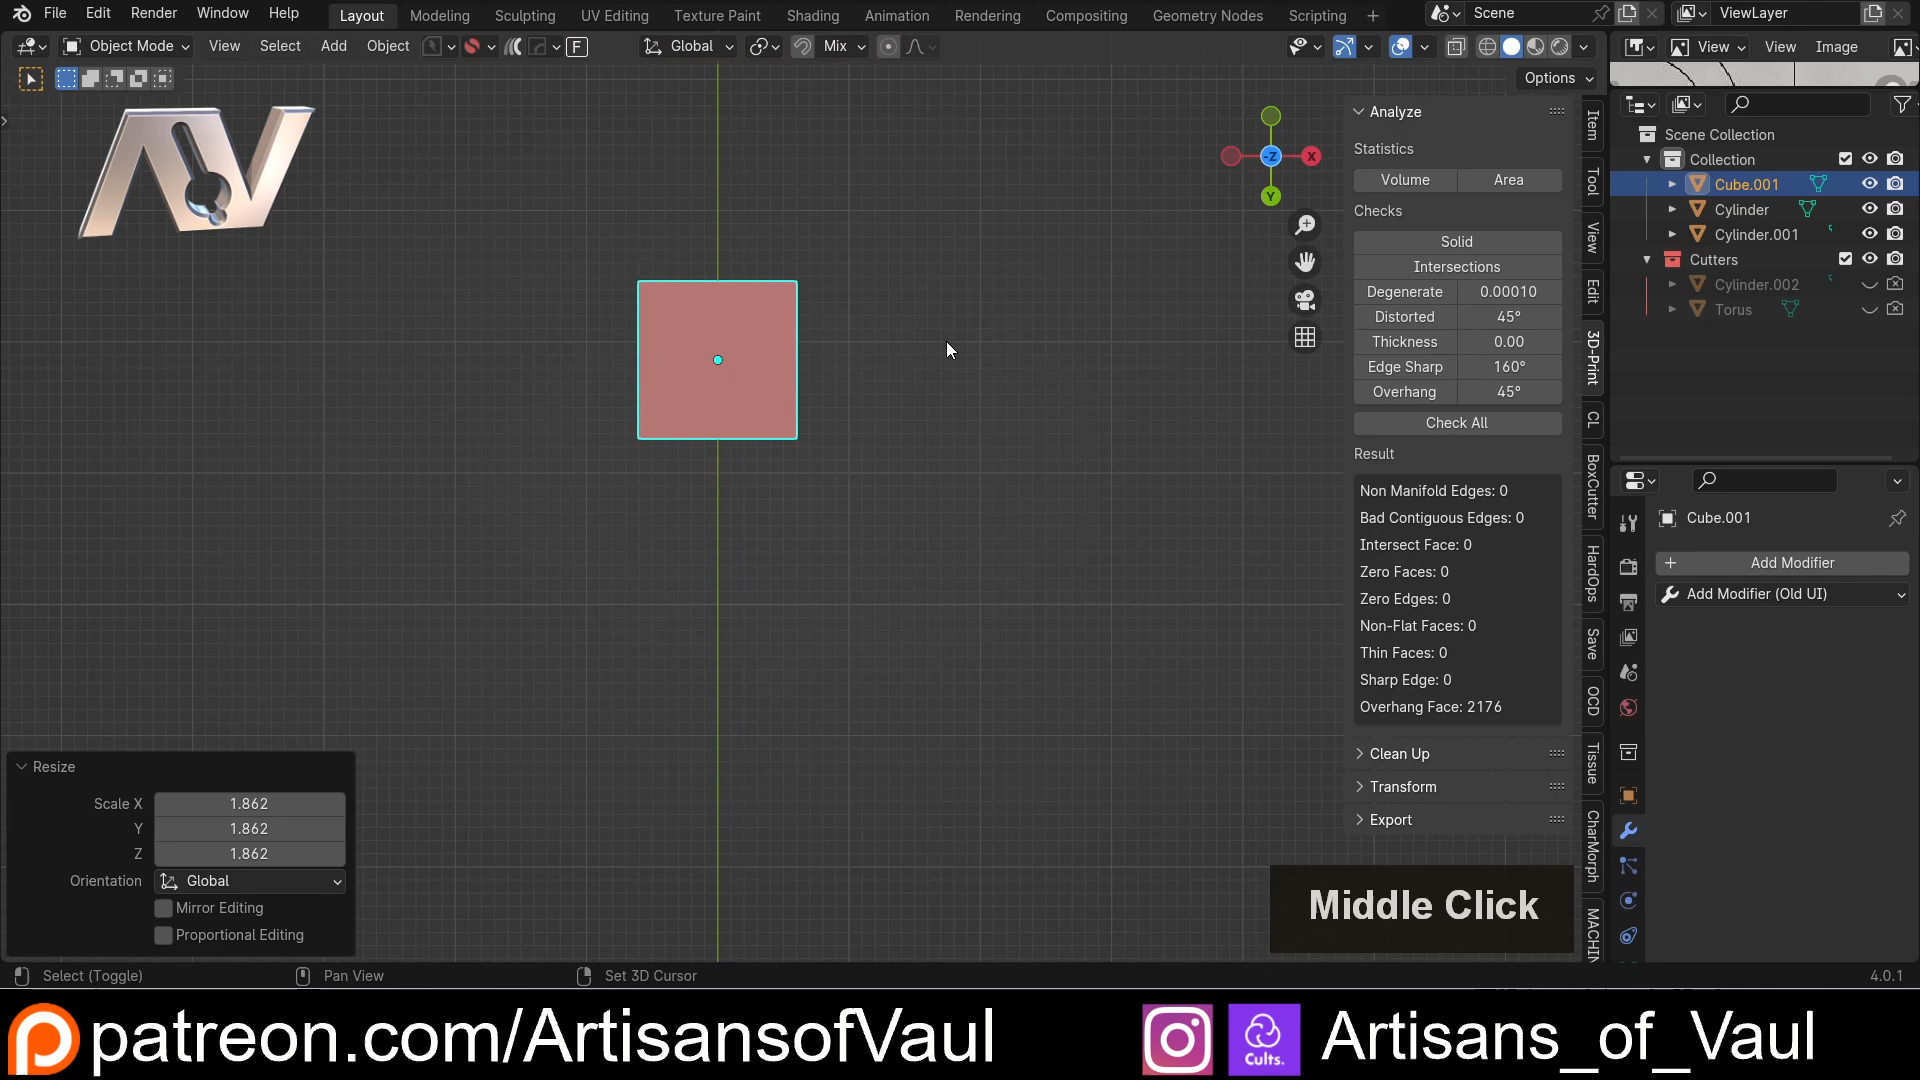 File Edit Render Window Help Layout Modeling Sculpting UV Editing Texture Paint Shading Animation Rendering Compositing Geometry Nodes Scripting + Scene ViewLayer
Object Mode View Select Add Object F Global Mix View View Image
Options
AV
-Z X
Y
Analyze
Statistics
Volume Area
Checks
Solid
Intersections
Degenerate 0.00010
Distorted 45°
Thickness 0.00
Edge Sharp 160°
Overhang 45°
Check All
Result
Non Manifold Edges: 0
Bad Contiguous Edges: 0
Intersect Face: 0
Zero Faces: 0
Zero Edges: 0
Non-Flat Faces: 0
Thin Faces: 0
Sharp Edge: 0
Overhang Face: 2176
Clean Up
Transform
Export
Item
Tool
View
Edit
3D-Print
CL
BoxCutter
HardOps
Save
OCD
Tissue
CharMorph
MACHIN
Scene Collection
Collection
Cube.001
Cylinder
Cylinder.001
Cutters
Cylinder.002
Torus
Cube.001
+ Add Modifier
Add Modifier (Old UI)
Resize
Scale X 1.862
Y 1.862
Z 1.862
Orientation Global
Mirror Editing
Proportional Editing
Middle Click
Select (Toggle) Pan View Set 3D Cursor 4.0.1
patreon.com/ArtisansofVaul Cults. Artisans_of_Vaul